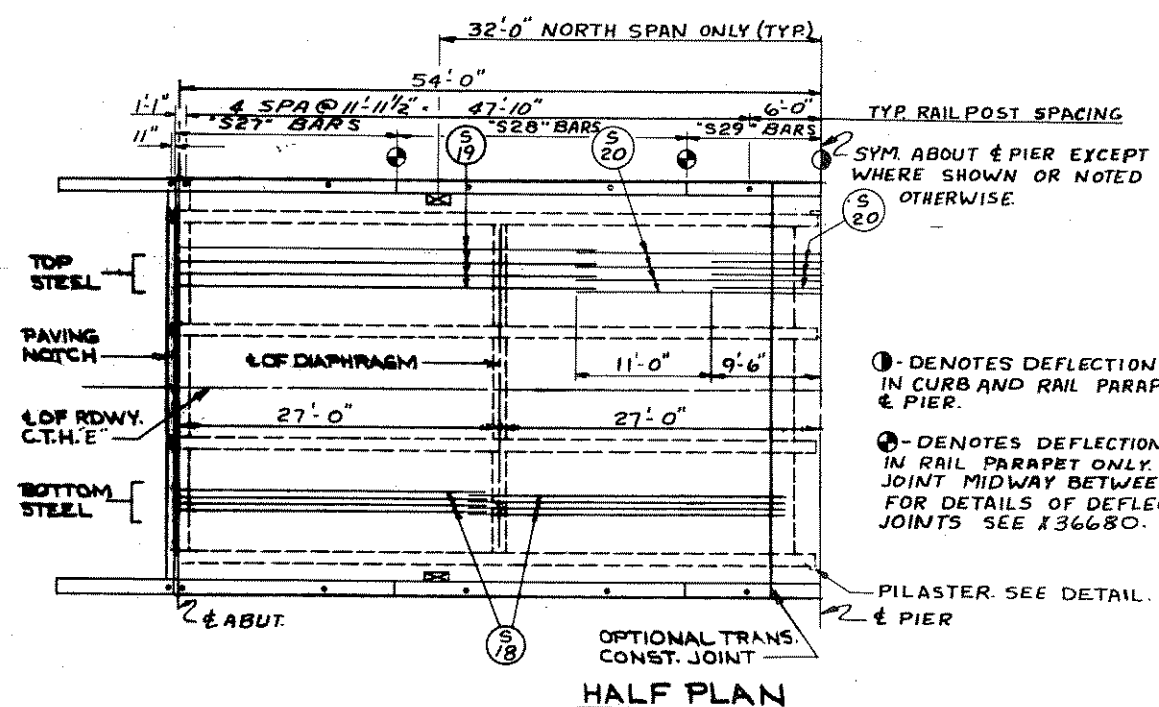 32'-0" NORTH SPAN ONLY (TYP.)
54'-0"
1'-1" 4 SPA @ 11'-11 1/2" = 47'-10" 6'-0" TYP. RAIL POST SPACING
11" "S27" BARS "S28" BARS "S29" BARS
S 19
S 20
SYM. ABOUT ℄ PIER EXCEPT
WHERE SHOWN OR NOTED
OTHERWISE.
S 20
TOP
STEEL
PAVING
NOTCH
℄ OF DIAPHRAGM
11'-0" 9'-6"
◑ - DENOTES DEFLECTION
IN CURB AND RAIL PARAP
℄ PIER.
℄ OF RDWY.
C.T.H. "E"
27'-0" 27'-0"
- DENOTES DEFLECTION
IN RAIL PARAPET ONLY.
JOINT MIDWAY BETWEE
FOR DETAILS OF DEFLE
JOINTS SEE X36680.
BOTTOM
STEEL
PILASTER. SEE DETAIL.
℄ ABUT.
℄ PIER
S 18
OPTIONAL TRANS.
CONST. JOINT
HALF PLAN